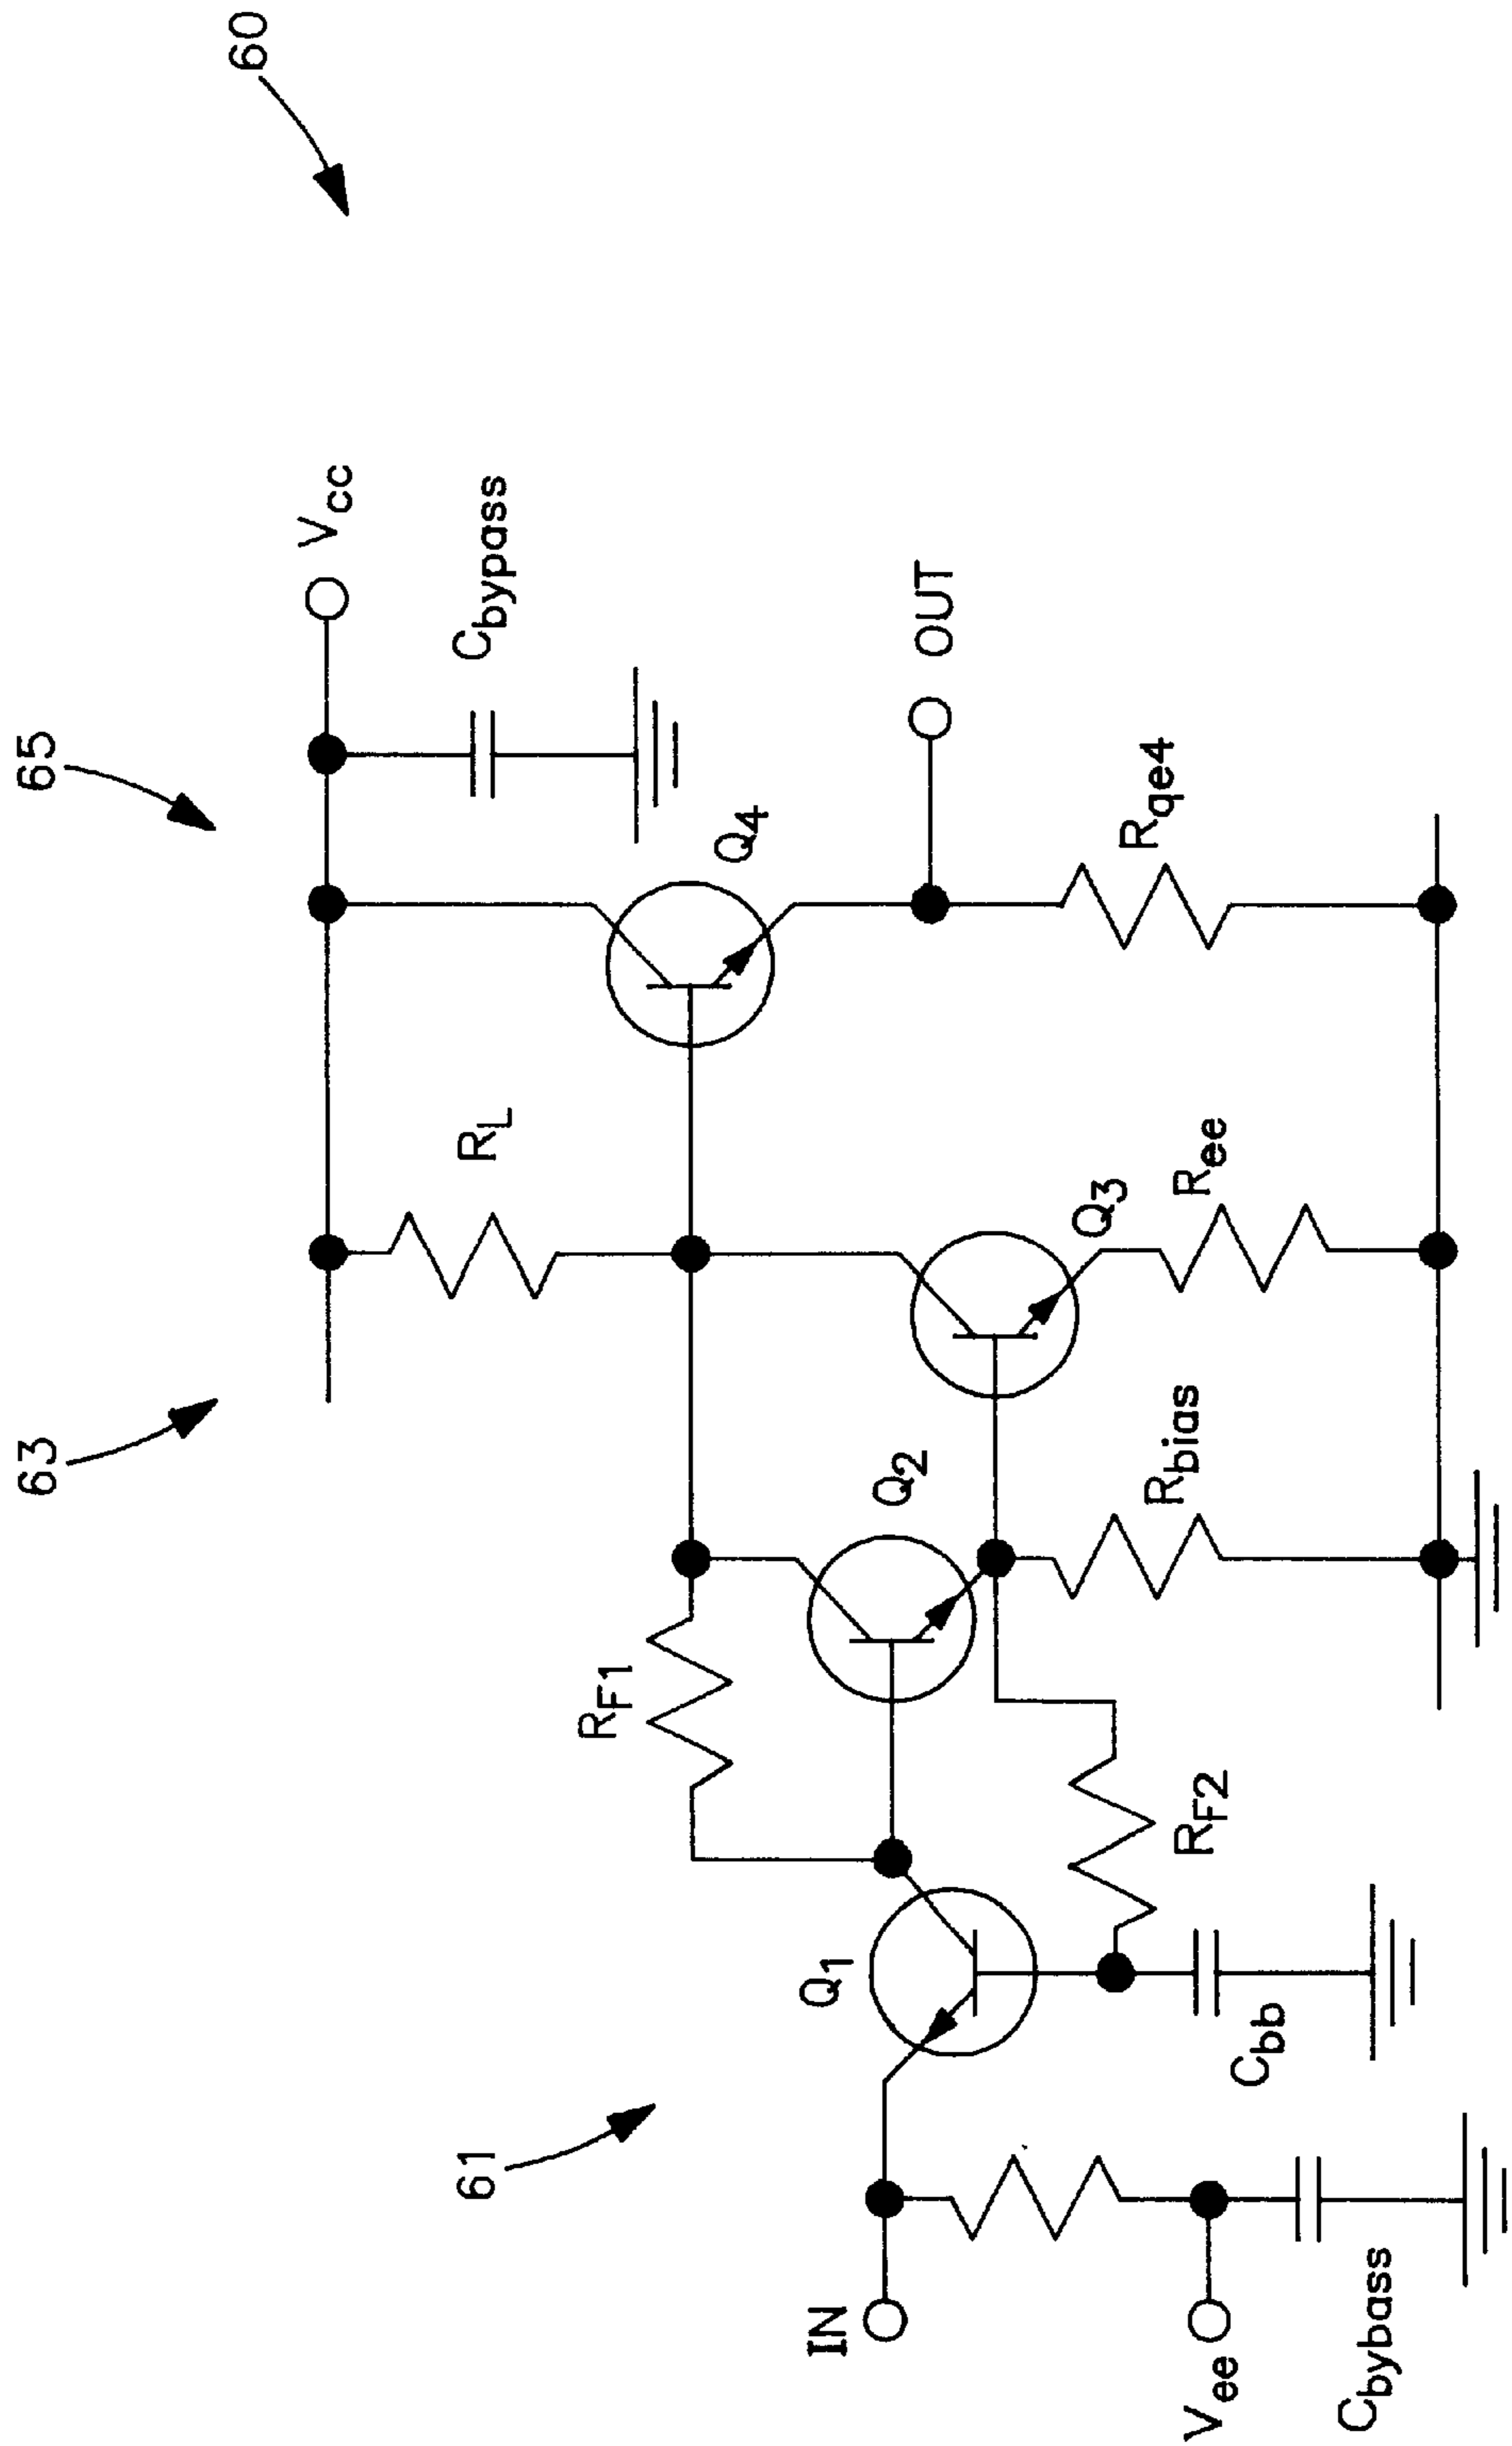 60
65
63
61
Vcc
Cbypass
RL
Q4
OUT
Rqe4
RF1
Q2
Q3
Ree
Rbias
Q1
RF2
Cbb
IN
Vee
Cbybass